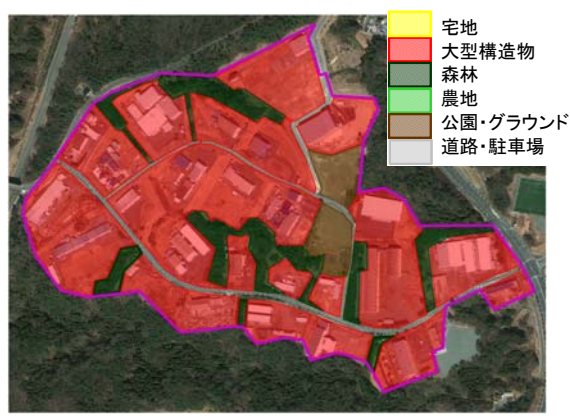 宅地
大型構造物
森林
農地
公園・グラウンド
道路・駐車場